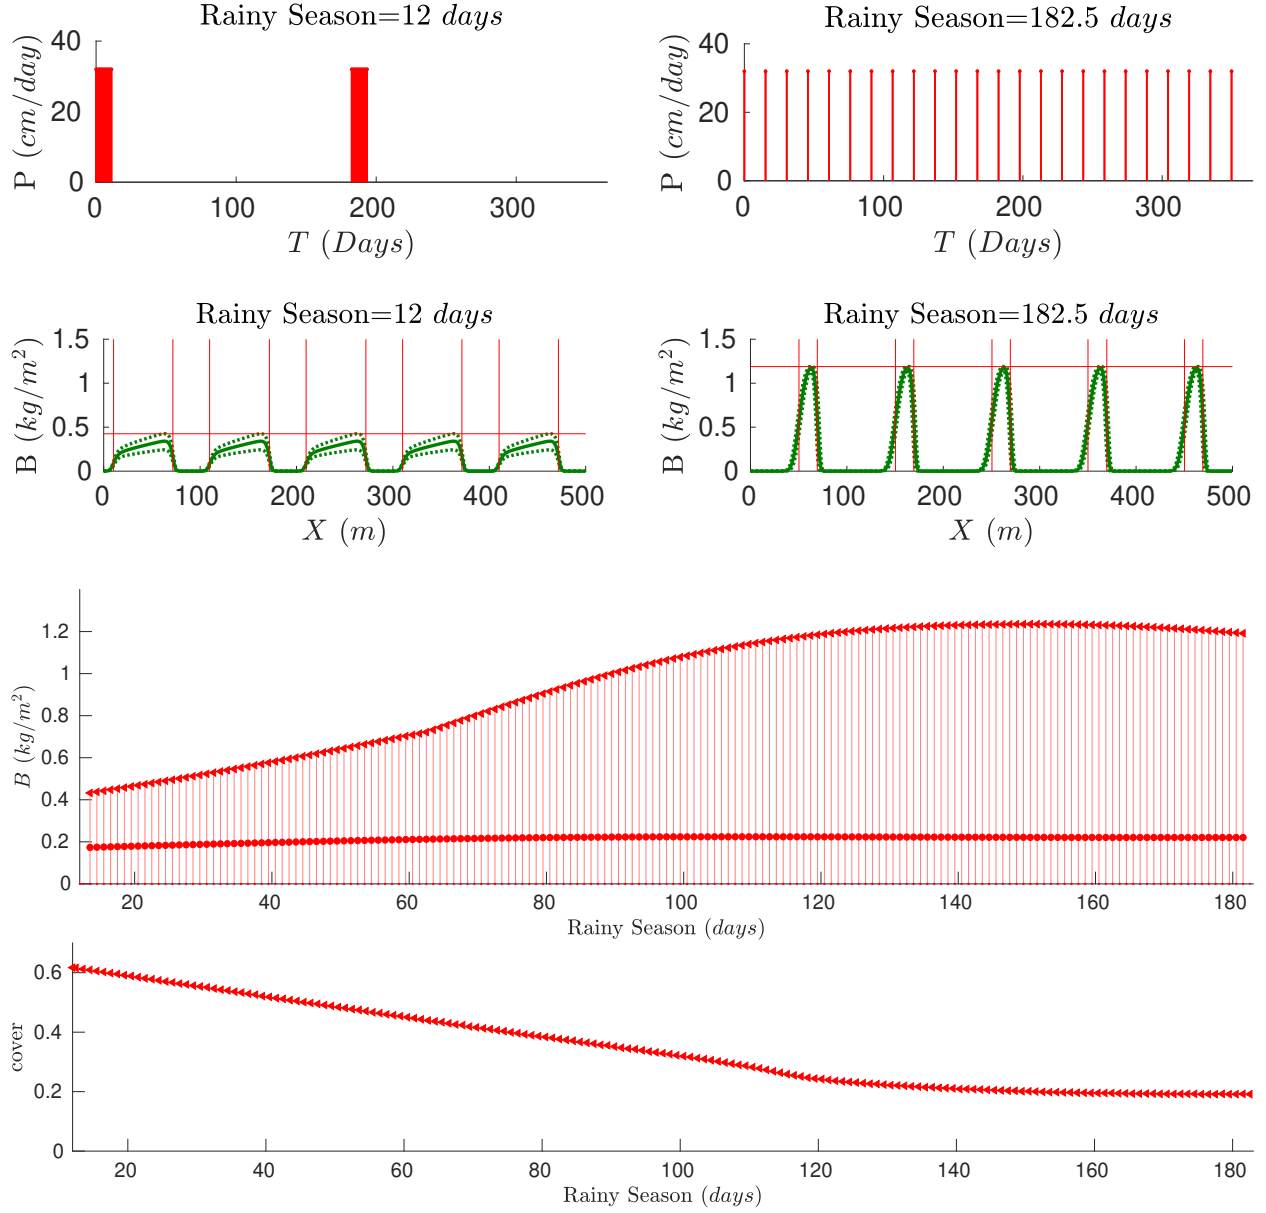 Rainy Season=12 days
P (cm/day)
40
20
0
0 100 200 300
T (Days)
Rainy Season=182.5 days
P (cm/day)
40
20
0
0 100 200 300
T (Days)
Rainy Season=12 days
B (kg/m²)
1.5
1
0.5
0
0 100 200 300 400 500
X (m)
Rainy Season=182.5 days
B (kg/m²)
1.5
1
0.5
0
0 100 200 300 400 500
X (m)
B (kg/m²)
1.2
1
0.8
0.6
0.4
0.2
0
20 40 60 80 100 120 140 160 180
Rainy Season (days)
cover
0.6
0.4
0.2
0
20 40 60 80 100 120 140 160 180
Rainy Season (days)